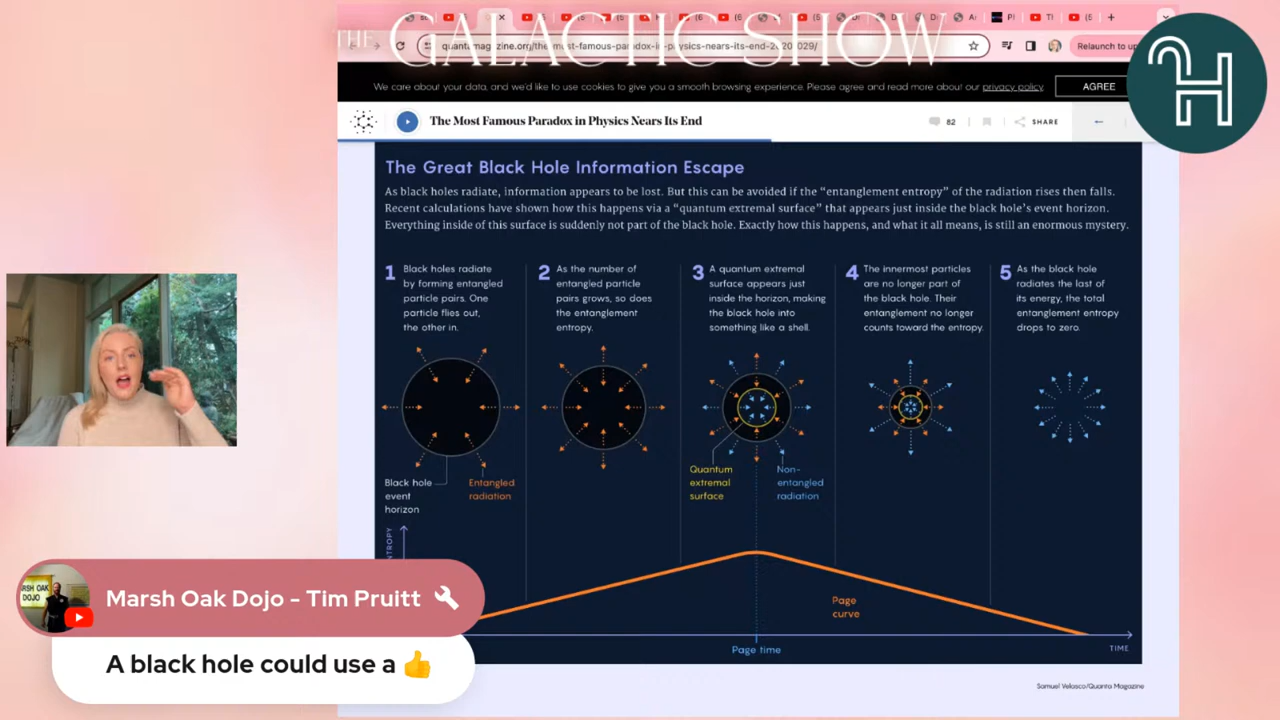 THE GALACTIC SHOW
quantamagazine.org/the-most-famous-paradox-in-physics-nears-its-end-20201029/
Relaunch to up
We care about your data, and we'd like to use cookies to give you a smooth browsing experience. Please agree and read more about our privacy policy.
AGREE
H
The Most Famous Paradox in Physics Nears Its End
82
SHARE
The Great Black Hole Information Escape
As black holes radiate, information appears to be lost. But this can be avoided if the “entanglement entropy” of the radiation rises then falls.
Recent calculations have shown how this happens via a “quantum extremal surface” that appears just inside the black hole’s event horizon.
Everything inside of this surface is suddenly not part of the black hole. Exactly how this happens, and what it all means, is still an enormous mystery.
1 Black holes radiate
by forming entangled
particle pairs. One
particle flies out,
the other in.
2 As the number of
entangled particle
pairs grows, so does
the entanglement
entropy.
3 A quantum extremal
surface appears just
inside the horizon, making
the black hole into
something like a shell.
4 The innermost particles
are no longer part of
the black hole. Their
entanglement no longer
counts toward the entropy.
5 As the black hole
radiates the last of
its energy, the total
entanglement entropy
drops to zero.
Black hole
event
horizon
Entangled
radiation
Quantum
extremal
surface
Non-
entangled
radiation
Page
curve
Page time
TIME
Samuel Velasco/Quanta Magazine
MARSH OAK
DOJO
Marsh Oak Dojo - Tim Pruitt
A black hole could use a 👍